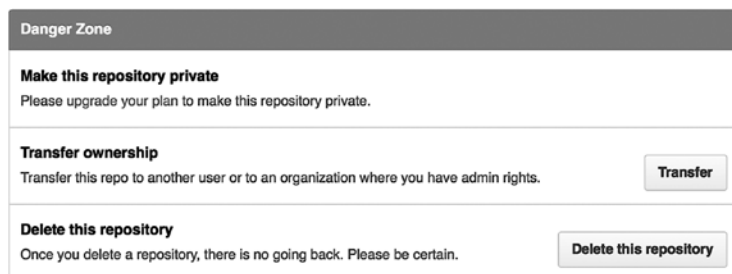 Danger Zone
Make this repository private
Please upgrade your plan to make this repository private.
Transfer ownership
Transfer this repo to another user or to an organization where you have admin rights.
Transfer
Delete this repository
Once you delete a repository, there is no going back. Please be certain.
Delete this repository